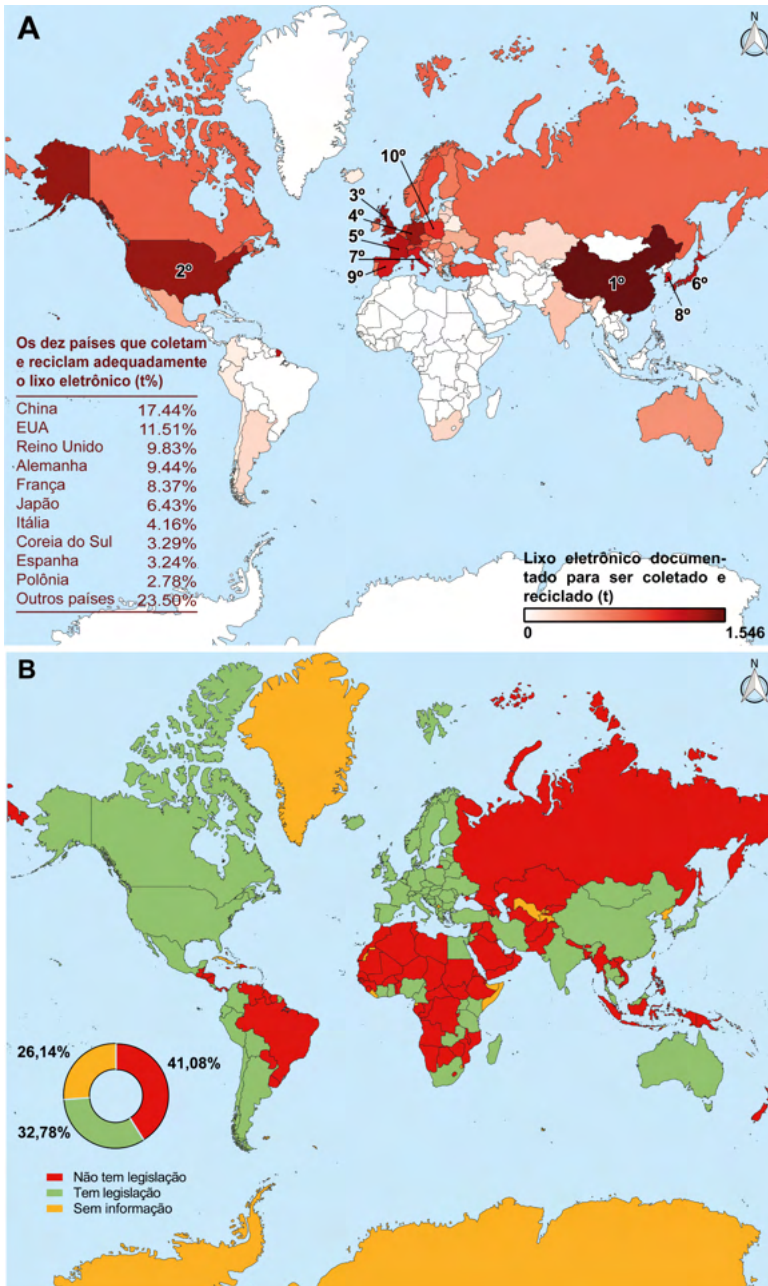 A
N
10º
3º
4º
5º
7º
9º
2º
1º
6º
8º
Os dez países que coletam
e reciclam adequadamente
o lixo eletrônico (t%)
China 17.44%
EUA 11.51%
Reino Unido 9.83%
Alemanha 9.44%
França 8.37%
Japão 6.43%
Itália 4.16%
Coreia do Sul 3.29%
Espanha 3.24%
Polônia 2.78%
Outros países 23.50%
Lixo eletrônico documen-
tado para ser coletado e
reciclado (t)
0 1.546
B
N
26,14%
41,08%
32,78%
Não tem legislação
Tem legislação
Sem informação